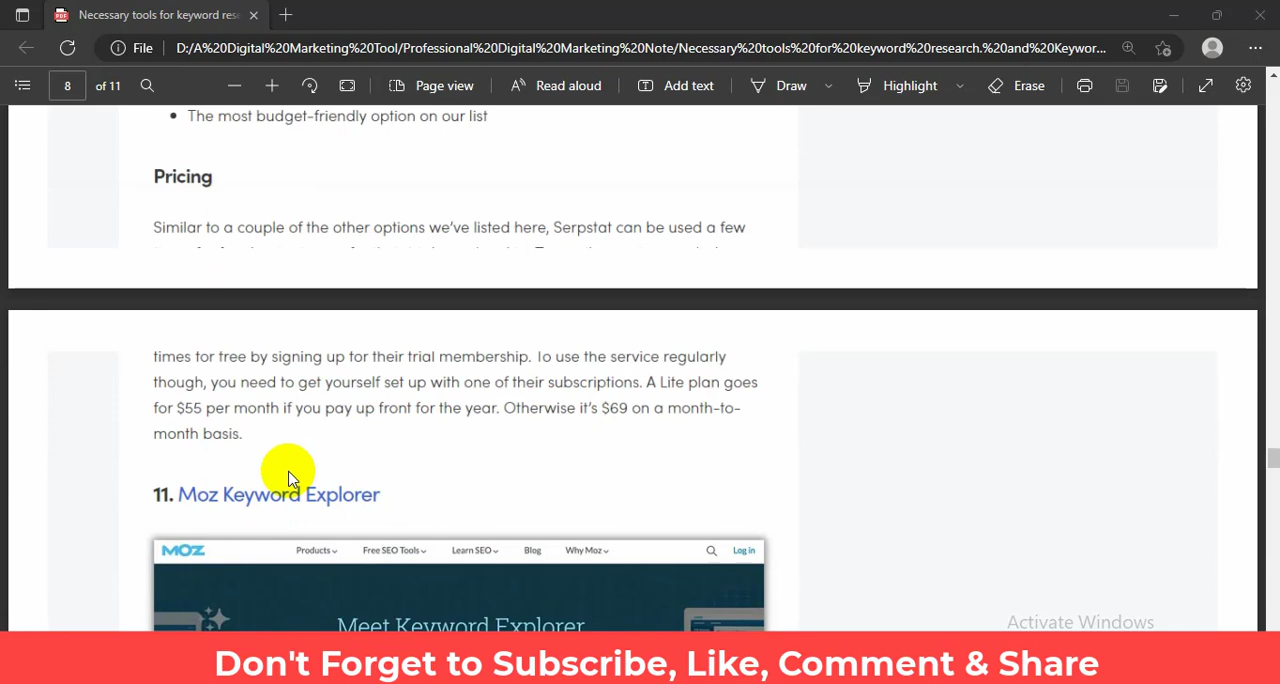 Necessary tools for keyword res
File
D:/A%20Digital%20Marketing%20Tool/Professional%20Digital%20Marketing%20Note/Necessary%20tools%20for%20keyword%20research.%20and%20Keywor...
8 of 11
Page view
Read aloud
Add text
Draw
Highlight
Erase
• The most budget-friendly option on our list
Pricing
Similar to a couple of the other options we've listed here, Serpstat can be used a few
times for free by signing up for their trial membership. To use the service regularly
though, you need to get yourself set up with one of their subscriptions. A Lite plan goes
for $55 per month if you pay up front for the year. Otherwise it's $69 on a month-to-
month basis.
11. Moz Keyword Explorer
MOZ
Products
Free SEO Tools
Learn SEO
Blog
Why Moz
Log in
Meet Keyword Explorer
Activate Windows
Don't Forget to Subscribe, Like, Comment & Share